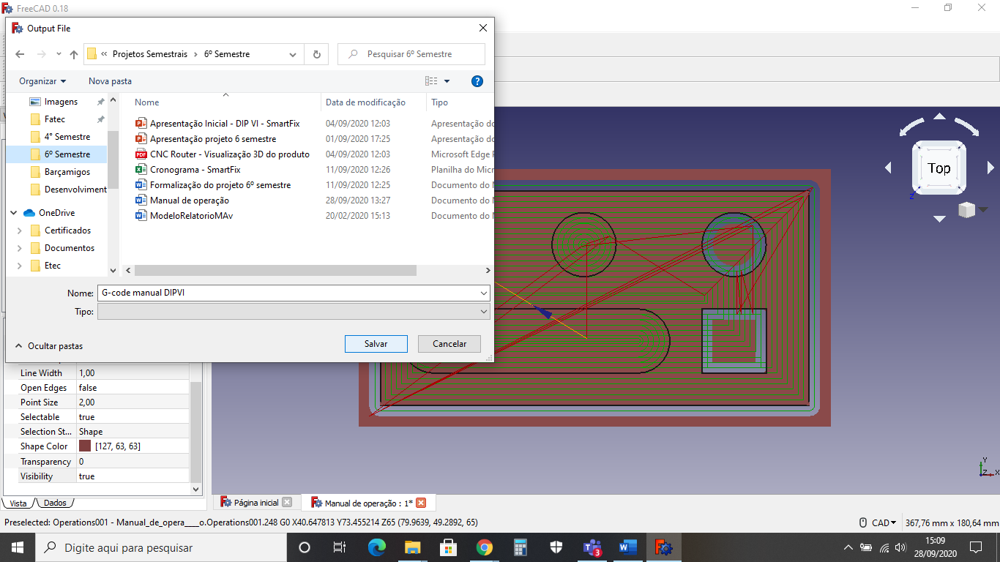 FreeCAD 0.18
Output File
« Projetos Semestrais › 6º Semestre
Pesquisar 6º Semestre
Organizar
Nova pasta
?
Imagens
Fatec
4° Semestre
6º Semestre
Barçamigos
Desenvolviment
OneDrive
Certificados
Documentos
Etec
Nome Data de modificação Tipo
Apresentação Inicial - DIP VI - SmartFix 04/09/2020 12:03 Apresentação do
Apresentação projeto 6 semestre 01/09/2020 17:25 Apresentação do
CNC Router - Visualização 3D do produto 04/09/2020 12:03 Microsoft Edge
Cronograma - SmartFix 11/09/2020 12:26 Planilha do Micr
Formalização do projeto 6º semestre 11/09/2020 12:25 Documento do
Manual de operação 28/09/2020 13:27 Documento do
ModeloRelatorioMAv 20/02/2020 15:13 Documento do
Nome: G-code manual DIPVI
Tipo:
Ocultar pastas
Salvar
Cancelar
Top
Z
Line Width 1,00
Open Edges false
Point Size 2,00
Selectable true
Selection St... Shape
Shape Color [127, 63, 63]
Transparency 0
Visibility true
Y
Z X
Vista Dados
Página inicial
Manual de operação : 1*
Preselected: Operations001 - Manual_de_opera____o.Operations001.248 G0 X40.647813 Y73.455214 Z65 (79.9639, 49.2892, 65)
CAD
367,76 mm x 180,64 mm
Digite aqui para pesquisar
3
15:09
28/09/2020